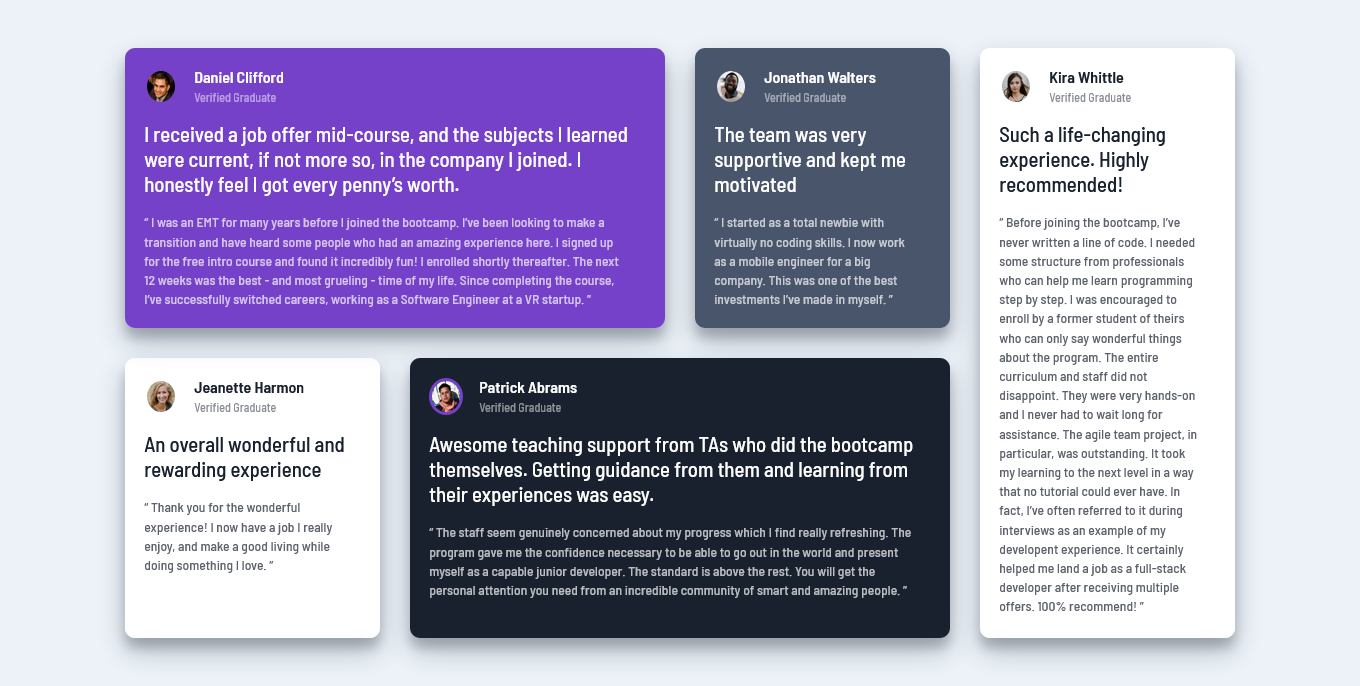 Daniel Clifford
Verified Graduate
I received a job offer mid-course, and the subjects I learned
were current, if not more so, in the company I joined. I
honestly feel I got every penny’s worth.
“ I was an EMT for many years before I joined the bootcamp. I’ve been looking to make a
transition and have heard some people who had an amazing experience here. I signed up
for the free intro course and found it incredibly fun! I enrolled shortly thereafter. The next
12 weeks was the best - and most grueling - time of my life. Since completing the course,
I’ve successfully switched careers, working as a Software Engineer at a VR startup. ”
Jonathan Walters
Verified Graduate
The team was very
supportive and kept me
motivated
“ I started as a total newbie with
virtually no coding skills. I now work
as a mobile engineer for a big
company. This was one of the best
investments I’ve made in myself. ”
Kira Whittle
Verified Graduate
Such a life-changing
experience. Highly
recommended!
“ Before joining the bootcamp, I’ve
never written a line of code. I needed
some structure from professionals
who can help me learn programming
step by step. I was encouraged to
enroll by a former student of theirs
who can only say wonderful things
about the program. The entire
curriculum and staff did not
disappoint. They were very hands-on
and I never had to wait long for
assistance. The agile team project, in
particular, was outstanding. It took
my learning to the next level in a way
that no tutorial could ever have. In
fact, I’ve often referred to it during
interviews as an example of my
developent experience. It certainly
helped me land a job as a full-stack
developer after receiving multiple
offers. 100% recommend! ”
Jeanette Harmon
Verified Graduate
An overall wonderful and
rewarding experience
“ Thank you for the wonderful
experience! I now have a job I really
enjoy, and make a good living while
doing something I love. ”
Patrick Abrams
Verified Graduate
Awesome teaching support from TAs who did the bootcamp
themselves. Getting guidance from them and learning from
their experiences was easy.
“ The staff seem genuinely concerned about my progress which I find really refreshing. The
program gave me the confidence necessary to be able to go out in the world and present
myself as a capable junior developer. The standard is above the rest. You will get the
personal attention you need from an incredible community of smart and amazing people. ”